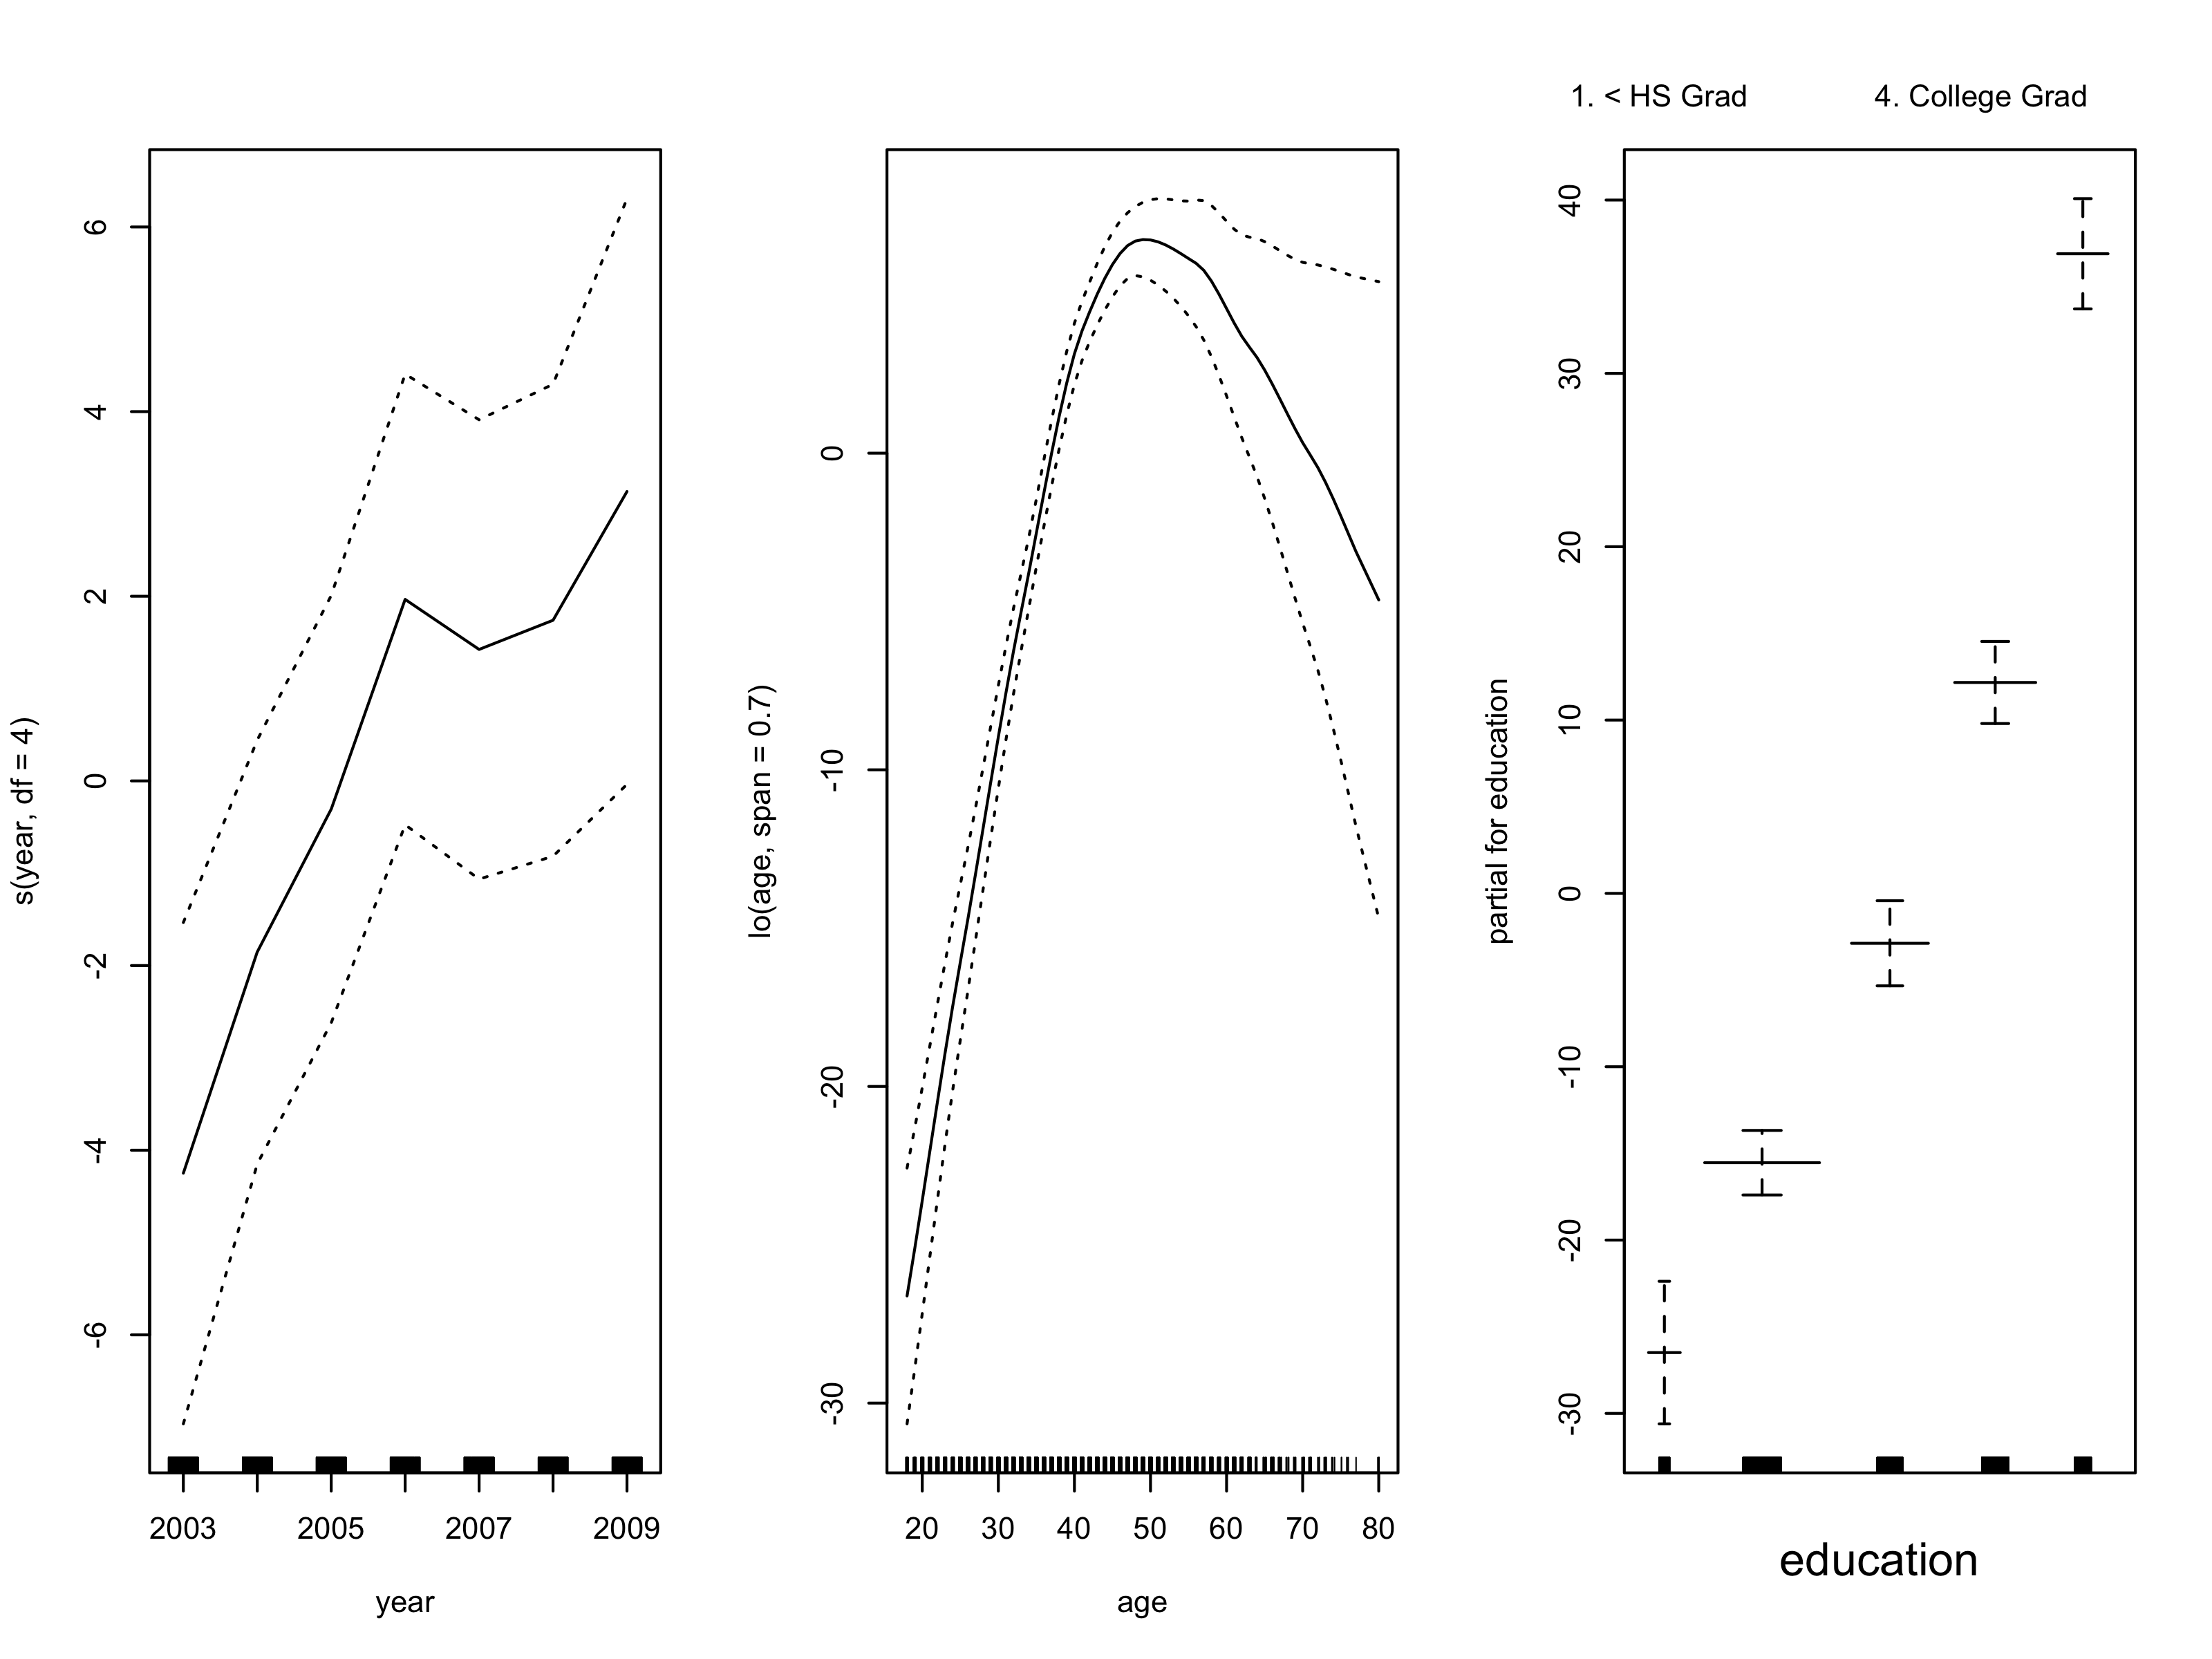 1. < HS Grad 4. College Grad
s(year, df = 4)
6
4
2
0
-2
-4
-6
2003 2005 2007 2009
year
lo(age, span = 0.7)
0
-10
-20
-30
20 30 40 50 60 70 80
age
partial for education
40
30
20
10
0
-10
-20
-30
education